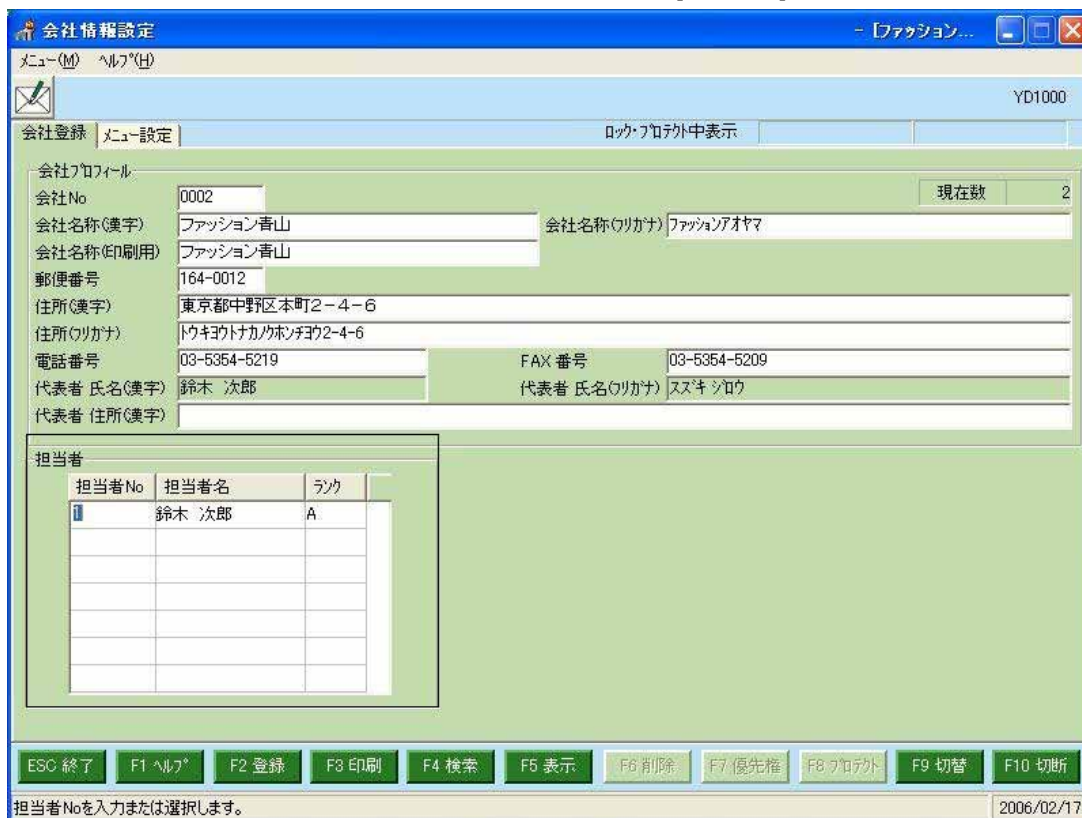 会社情報設定 - [ファッション...
ﾒﾆｭｰ(M) ﾍﾙﾌﾟ(H)
YD1000
会社登録 ﾒﾆｭｰ設定 ﾛｯｸ・ﾌﾟﾛﾃｸﾄ中表示
会社ﾌﾟﾛﾌｨｰﾙ
会社No 0002 現在数 2
会社名称(漢字) ファッション青山 会社名称(ﾌﾘｶﾞﾅ) ﾌｧｯｼｮﾝｱｵﾔﾏ
会社名称(印刷用) ファッション青山
郵便番号 164-0012
住所(漢字) 東京都中野区本町２－４－６
住所(ﾌﾘｶﾞﾅ) ﾄｳｷﾖｳﾄﾅｶﾉｸﾎﾝﾁﾖｳ2-4-6
電話番号 03-5354-5219 FAX 番号 03-5354-5209
代表者 氏名(漢字) 鈴木 次郎 代表者 氏名(ﾌﾘｶﾞﾅ) ｽｽﾞｷ ｼﾞﾛｳ
代表者 住所(漢字)
担当者
担当者No 担当者名 ﾗﾝｸ
1 鈴木 次郎 A
ESC 終了 F1 ﾍﾙﾌﾟ F2 登録 F3 印刷 F4 検索 F5 表示 F6 削除 F7 優先権 F8 ﾌﾟﾛﾃｸﾄ F9 切替 F10 切断
担当者Noを入力または選択します。 2006/02/17